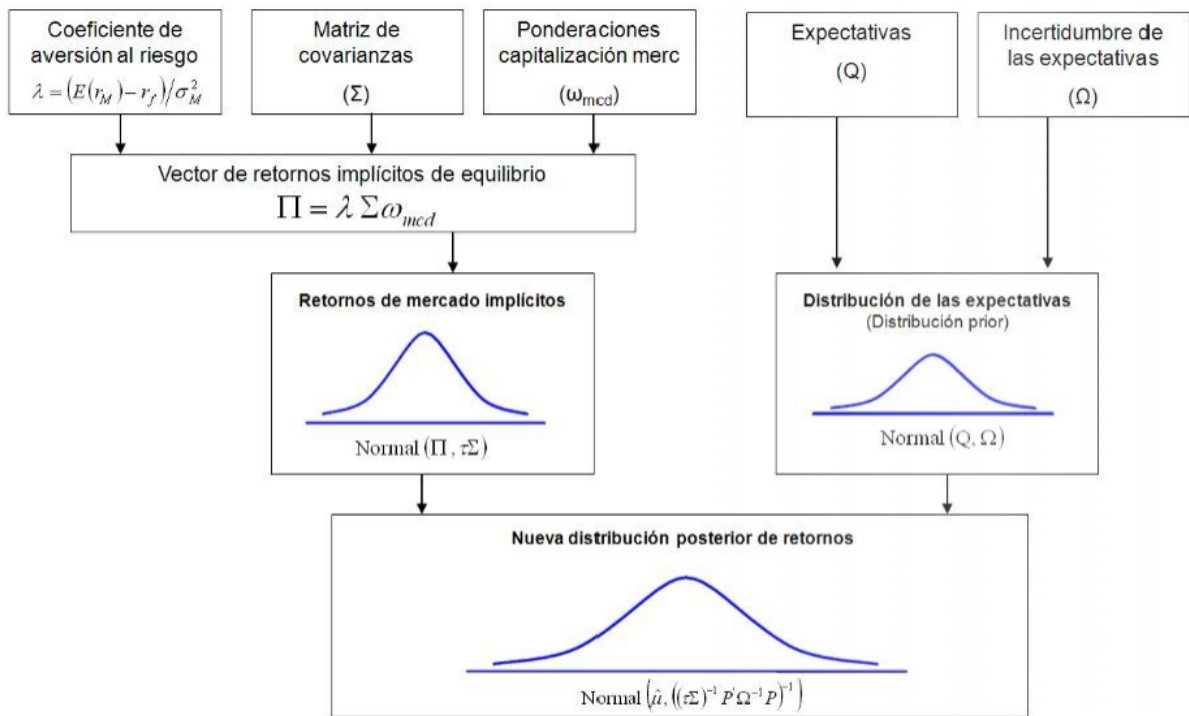 Coeficiente de
aversión al riesgo
λ = (E(r_M) − r_f)/σ²_M
Matriz de
covarianzas
(Σ)
Ponderaciones
capitalización merc
(ω_mcd)
Expectativas
(Q)
Incertidumbre de
las expectativas
(Ω)
Vector de retornos implícitos de equilibrio
Π = λ Σω_mcd
Retornos de mercado implícitos
Normal (Π, τΣ)
Distribución de las expectativas
(Distribución prior)
Normal (Q, Ω)
Nueva distribución posterior de retornos
Normal (μ̂, ((τΣ)⁻¹ P'Ω⁻¹ P)⁻¹)